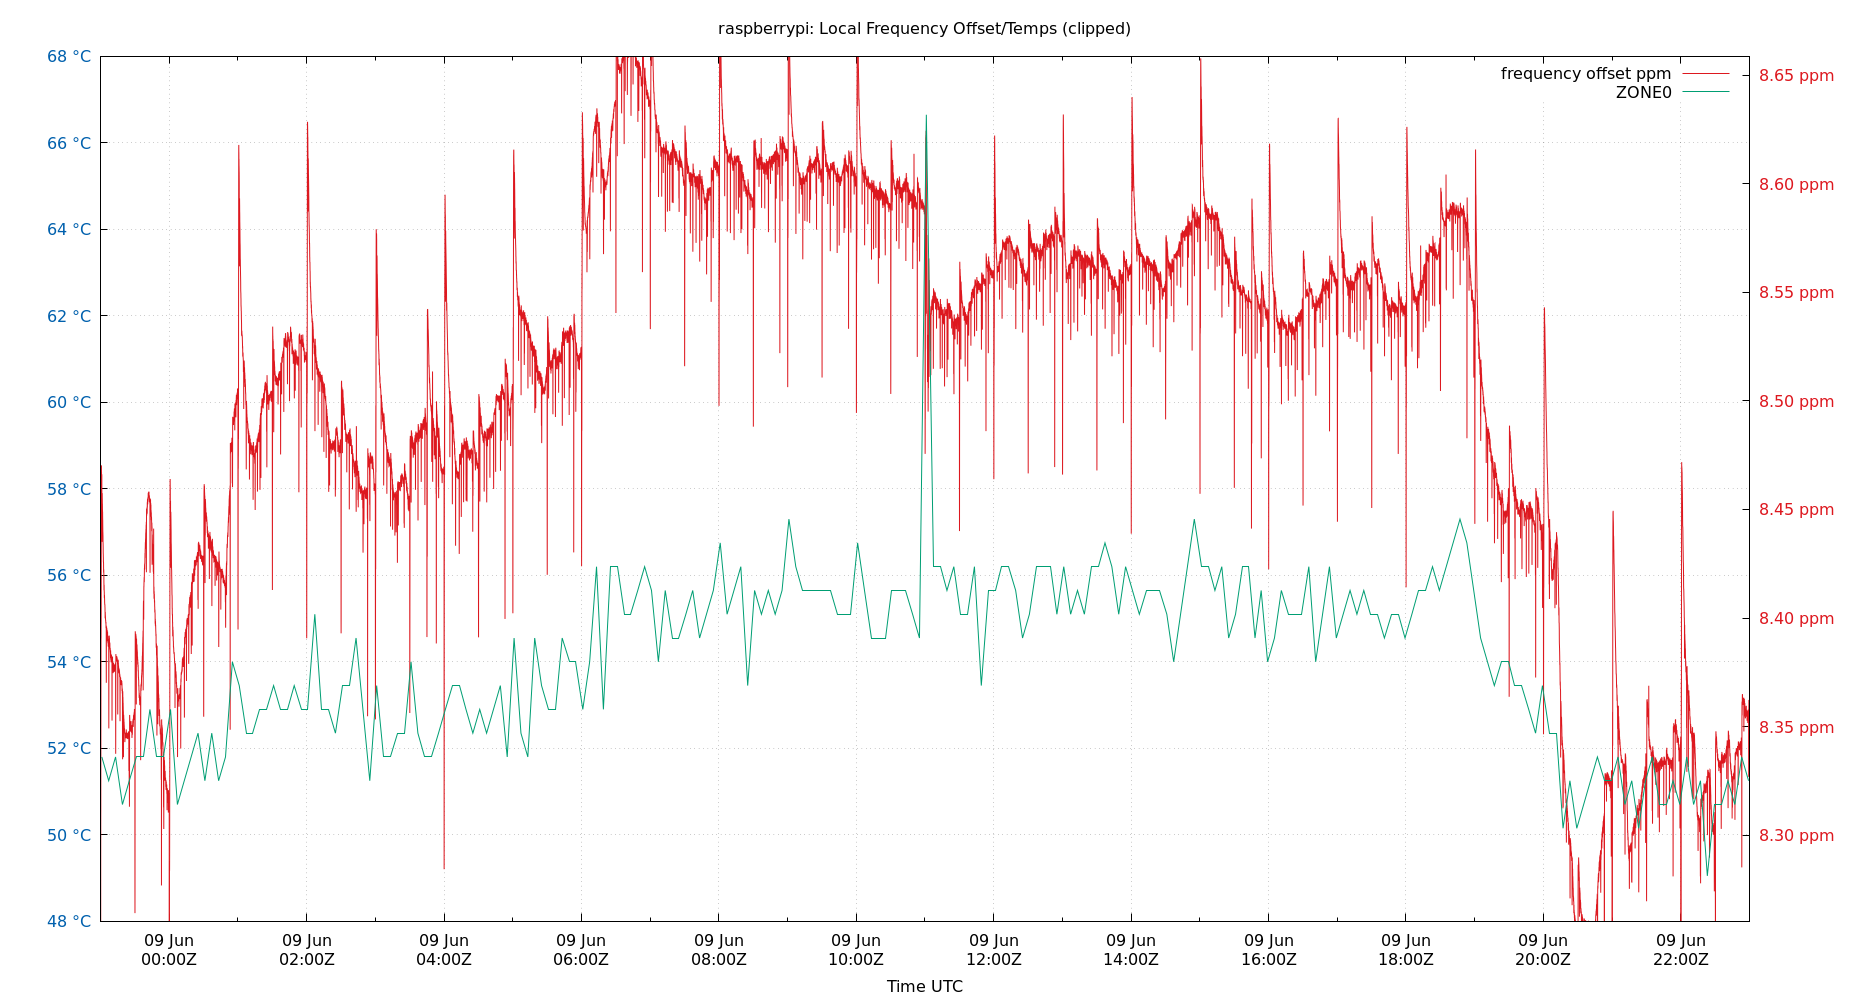 raspberrypi: Local Frequency Offset/Temps (clipped)
frequency offset ppm
ZONE0
68 °C
66 °C
64 °C
62 °C
60 °C
58 °C
56 °C
54 °C
52 °C
50 °C
48 °C
8.65 ppm
8.60 ppm
8.55 ppm
8.50 ppm
8.45 ppm
8.40 ppm
8.35 ppm
8.30 ppm
09 Jun 09 Jun 09 Jun 09 Jun 09 Jun 09 Jun 09 Jun 09 Jun 09 Jun 09 Jun 09 Jun 09 Jun
00:00Z 02:00Z 04:00Z 06:00Z 08:00Z 10:00Z 12:00Z 14:00Z 16:00Z 18:00Z 20:00Z 22:00Z
Time UTC